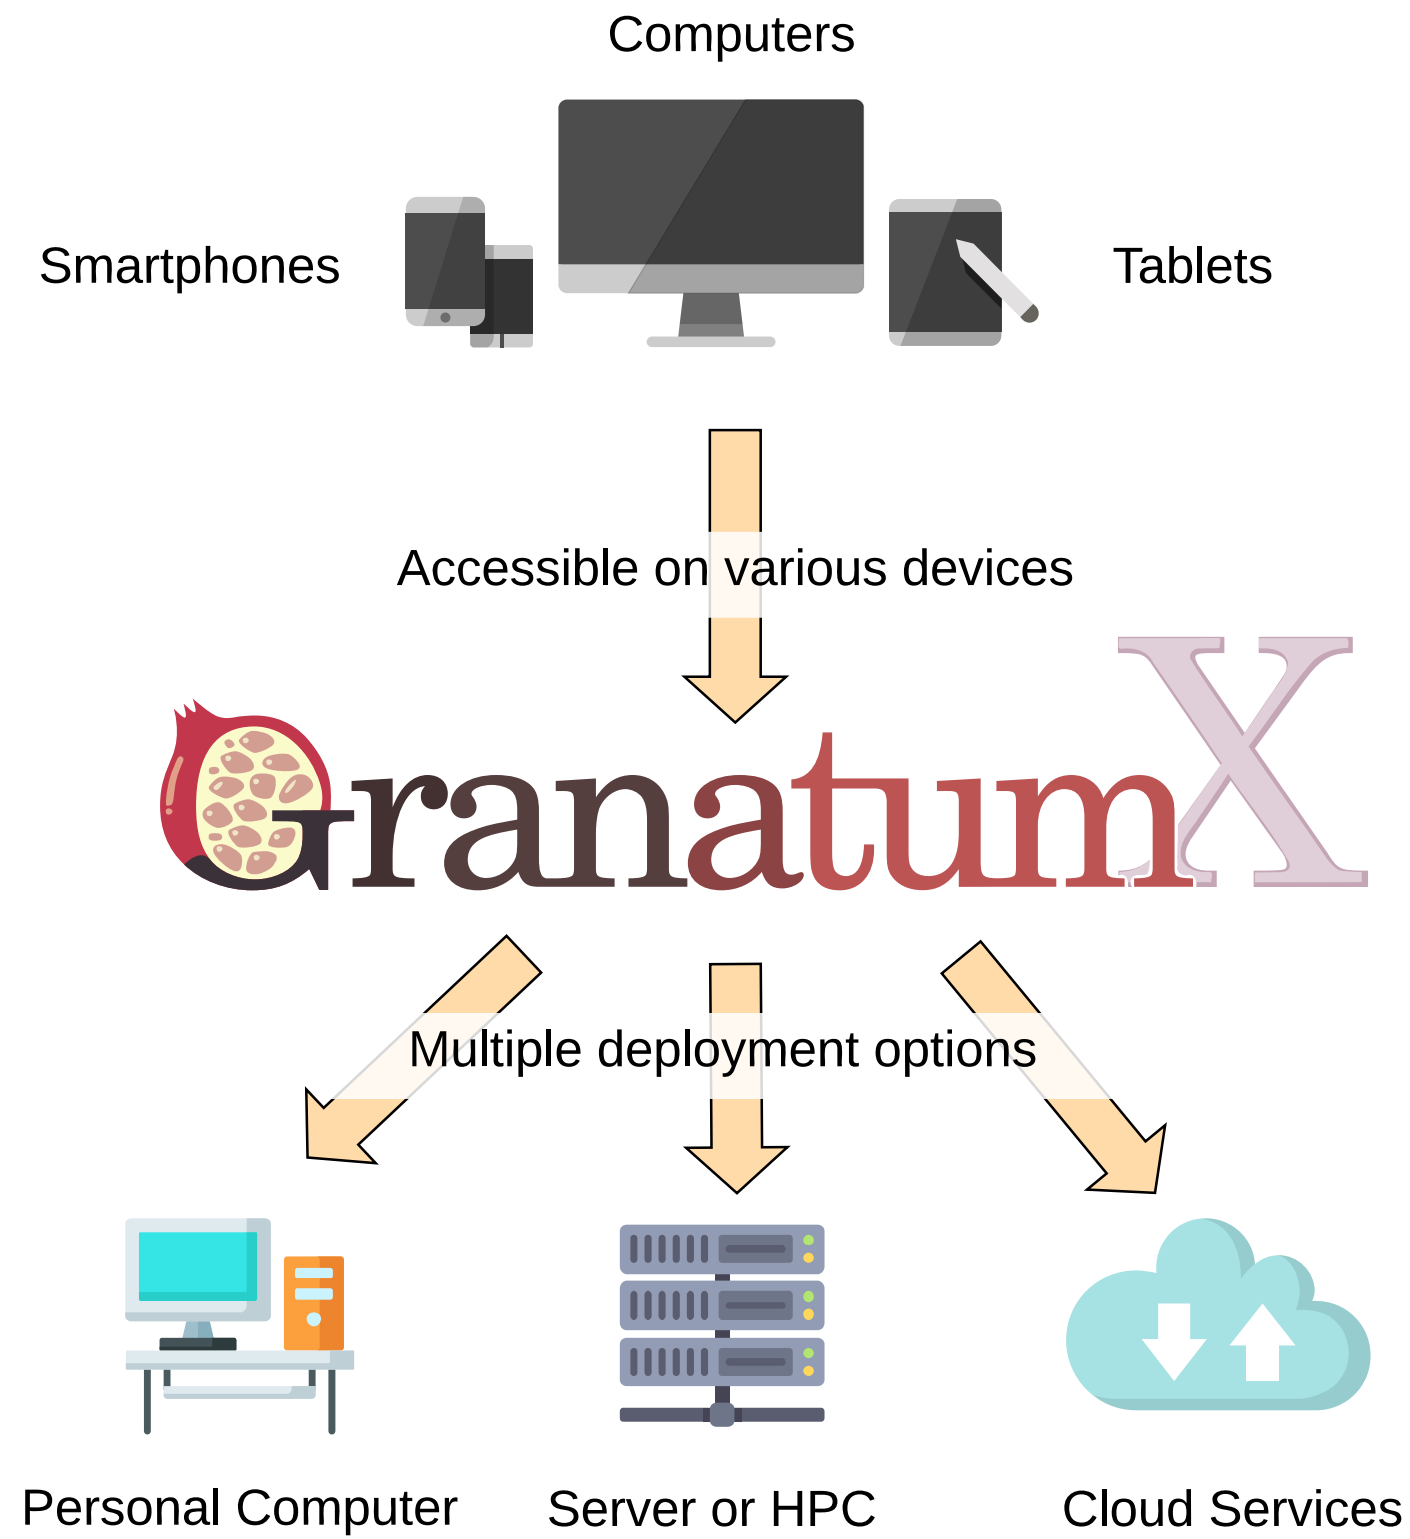 Computers
Smartphones
Tablets
Accessible on various devices
GranatumX
Multiple deployment options
Personal Computer
Server or HPC
Cloud Services